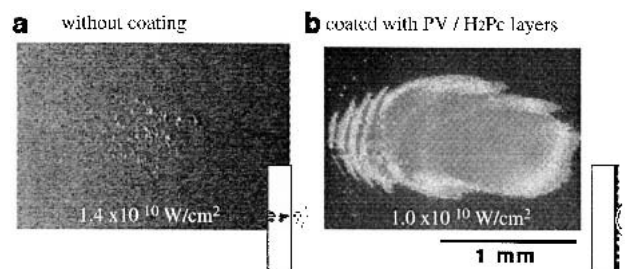 a without coating
b coated with PV / H2Pc layers
1.4 x10 10 W/cm2
1.0 x10 10 W/cm2
1 mm